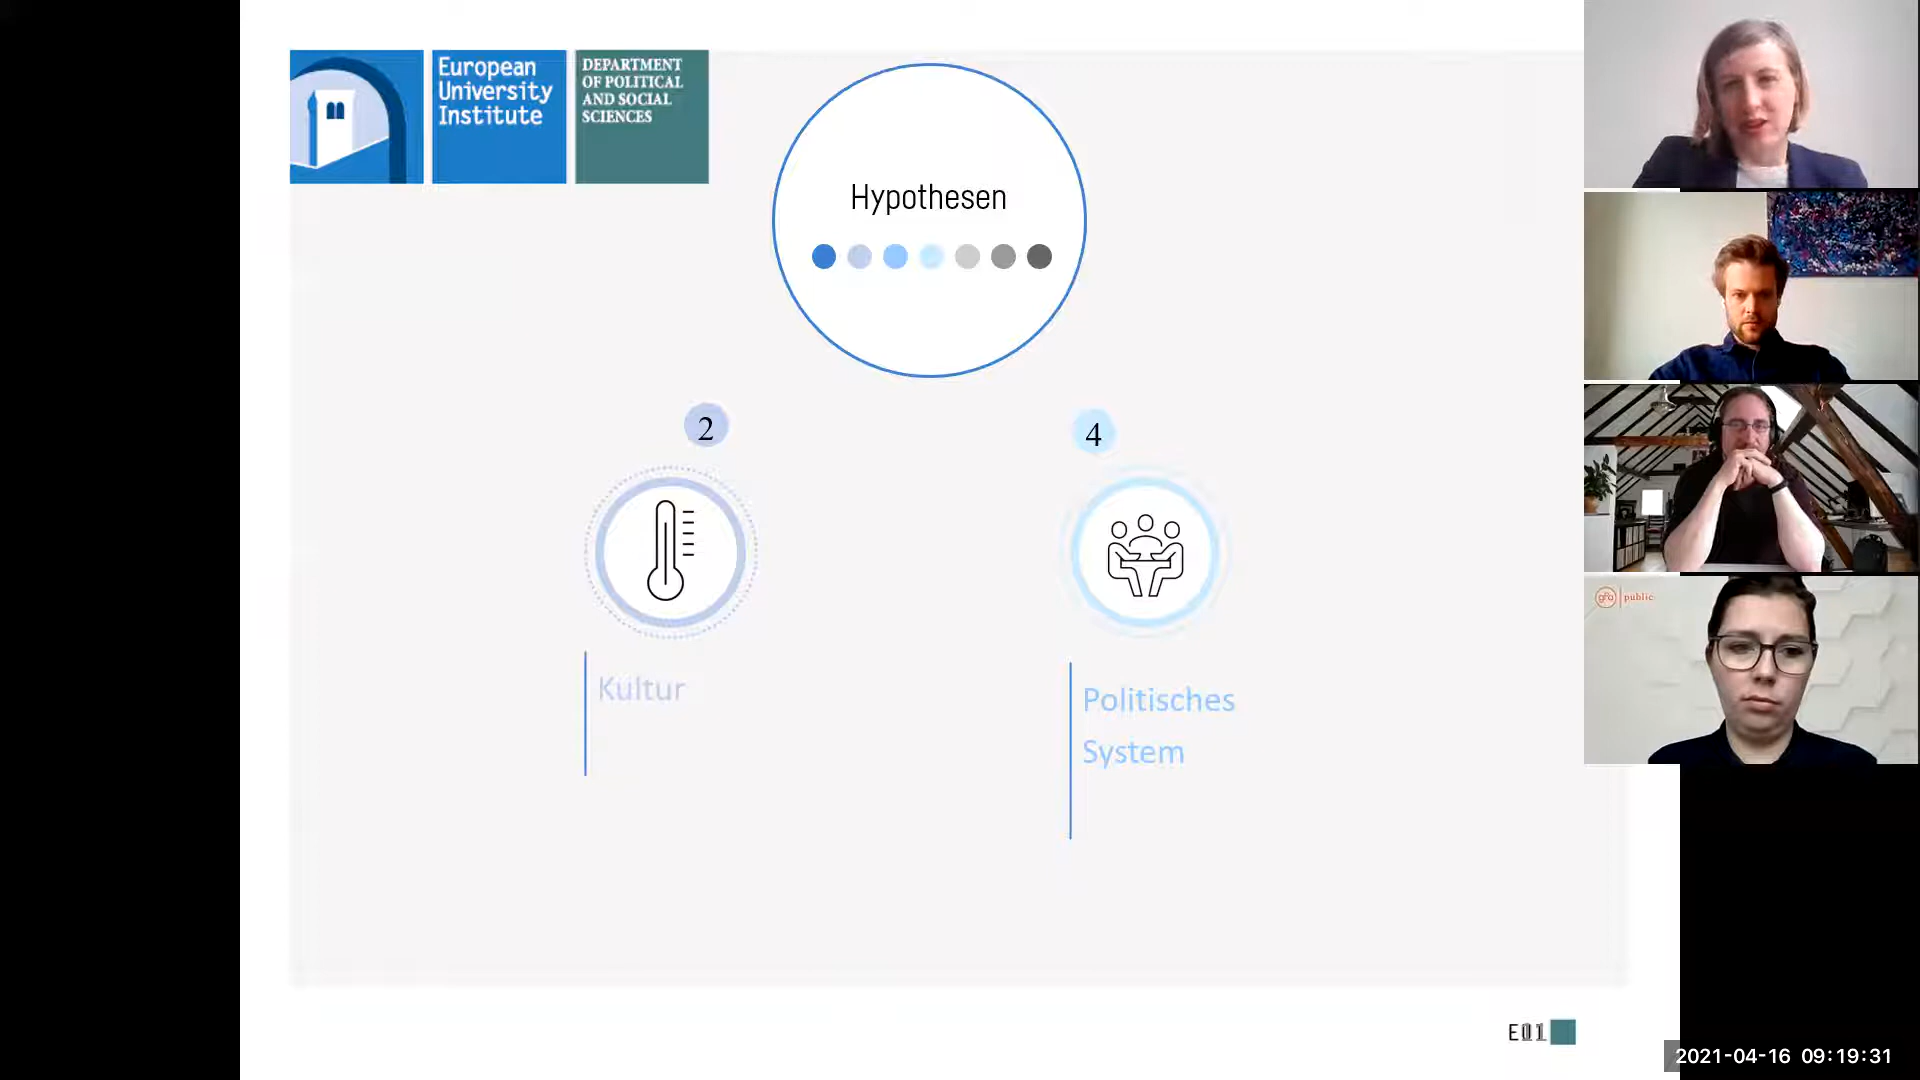 European
University
Institute
DEPARTMENT
OF POLITICAL
AND SOCIAL
SCIENCES
Hypothesen
2
4
Kultur
Politisches
System
public
2021-04-16 09:19:31